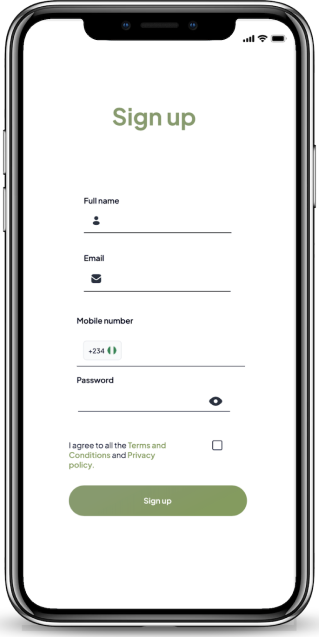 Sign up
Full name
Email
Mobile number
+234
Password
I agree to all the Terms and
Conditions and Privacy
policy.
Sign up